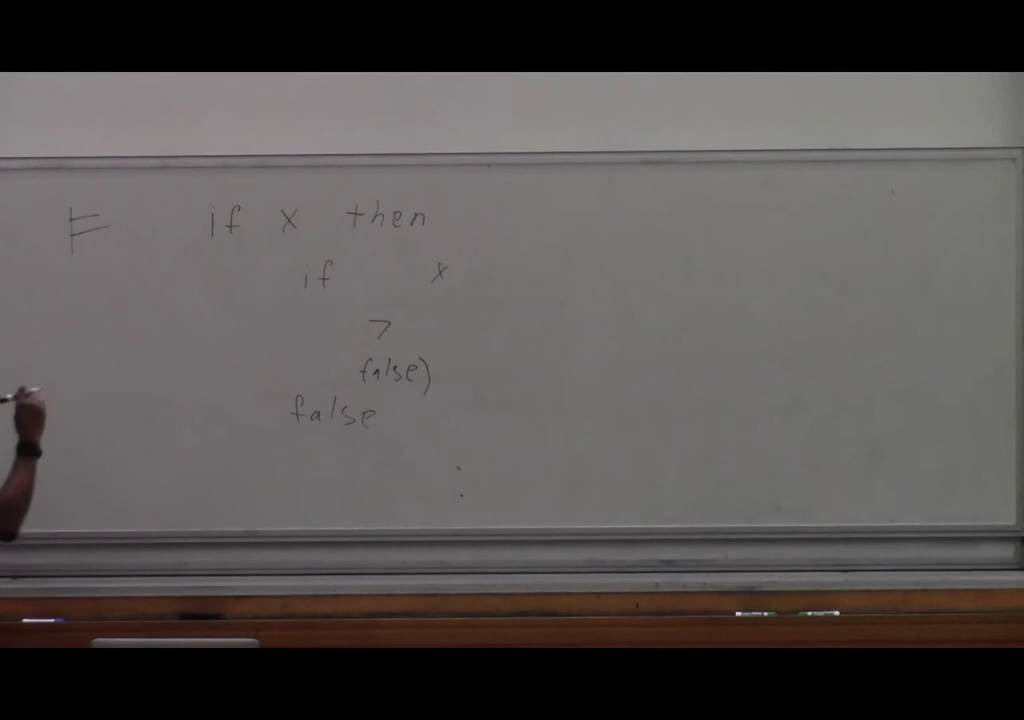 ⊧ if x then
if x
>
false)
false